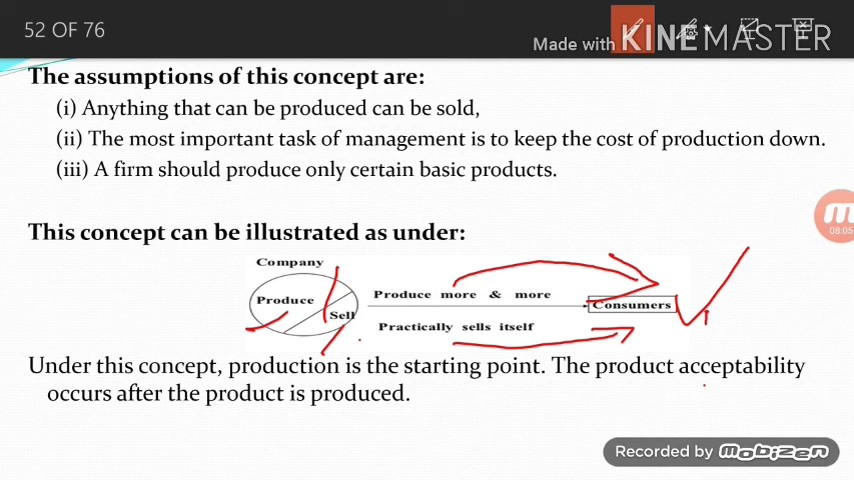 52 OF 76
Made with KINEMASTER
The assumptions of this concept are:
(i) Anything that can be produced can be sold,
(ii) The most important task of management is to keep the cost of production down.
(iii) A firm should produce only certain basic products.
08:05
This concept can be illustrated as under:
Company
Produce more & more
Produce
Consumers
Sell
Practically sells itself
Under this concept, production is the starting point. The product acceptability
occurs after the product is produced.
Recorded by mobizen